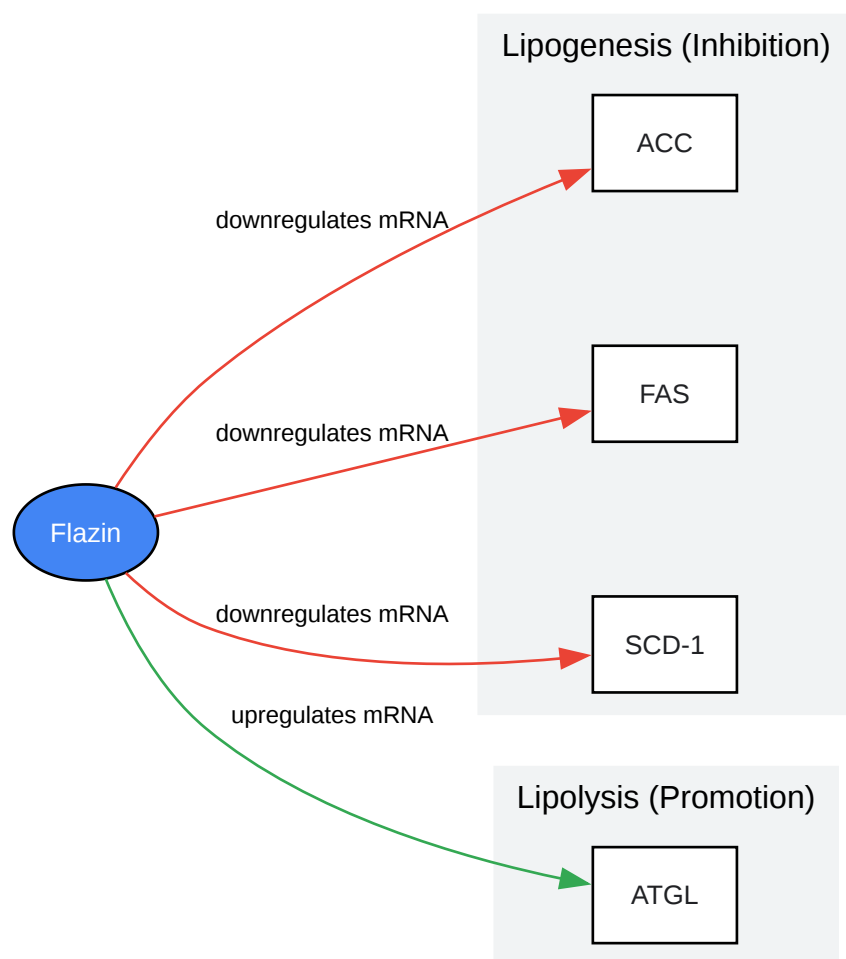 Lipogenesis (Inhibition)
ACC
downregulates mRNA
FAS
downregulates mRNA
Flazin
downregulates mRNA
SCD-1
upregulates mRNA
Lipolysis (Promotion)
ATGL